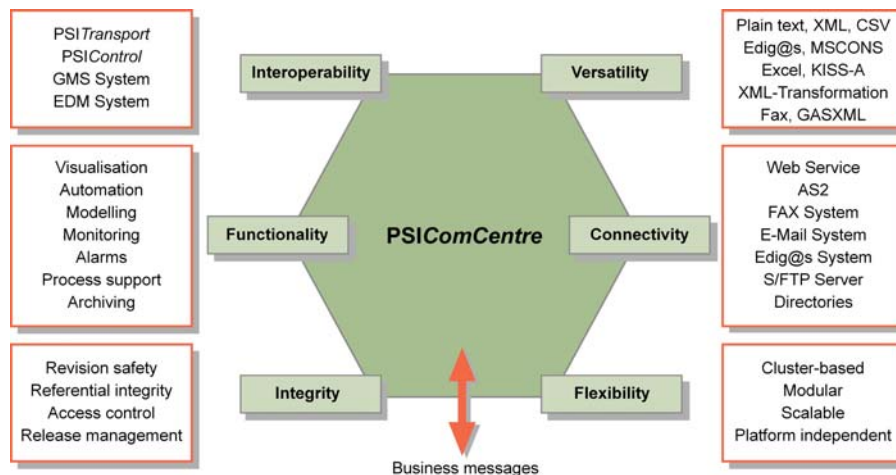 PSITransport
PSIControl
GMS System
EDM System
Interoperability
Versatility
Plain text, XML, CSV
Edig@s, MSCONS
Excel, KISS-A
XML-Transformation
Fax, GASXML
Visualisation
Automation
Modelling
Monitoring
Alarms
Process support
Archiving
Functionality
PSIComCentre
Connectivity
Web Service
AS2
FAX System
E-Mail System
Edig@s System
S/FTP Server
Directories
Revision safety
Referential integrity
Access control
Release management
Integrity
Flexibility
Cluster-based
Modular
Scalable
Platform independent
Business messages